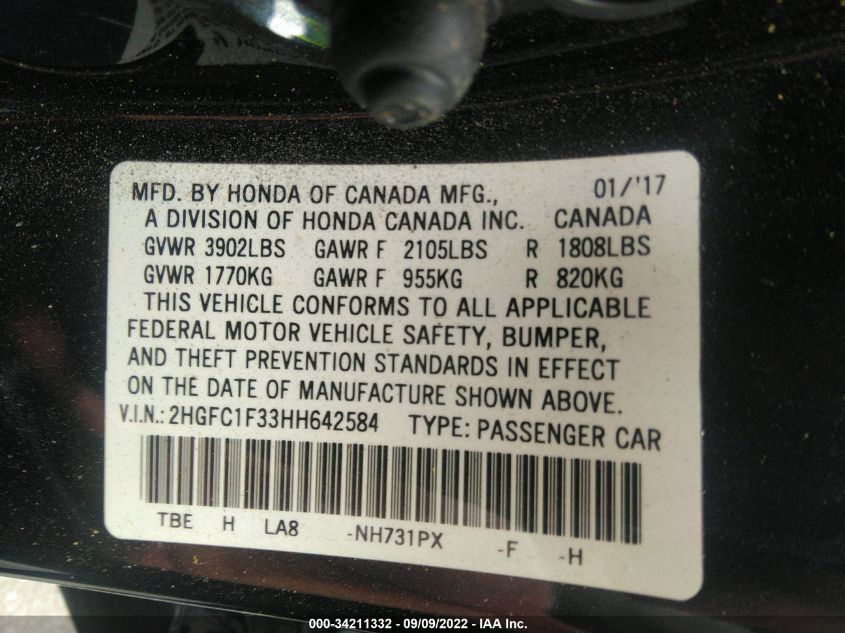 MFD. BY HONDA OF CANADA MFG., 01/'17
A DIVISION OF HONDA CANADA INC. CANADA
GVWR 3902LBS GAWR F 2105LBS R 1808LBS
GVWR 1770KG GAWR F 955KG R 820KG
THIS VEHICLE CONFORMS TO ALL APPLICABLE
FEDERAL MOTOR VEHICLE SAFETY, BUMPER,
AND THEFT PREVENTION STANDARDS IN EFFECT
ON THE DATE OF MANUFACTURE SHOWN ABOVE.
V.I.N.: 2HGFC1F33HH642584 TYPE: PASSENGER CAR
TBE H LA8 -NH731PX -F -H
000-34211332 - 09/09/2022 - IAA Inc.